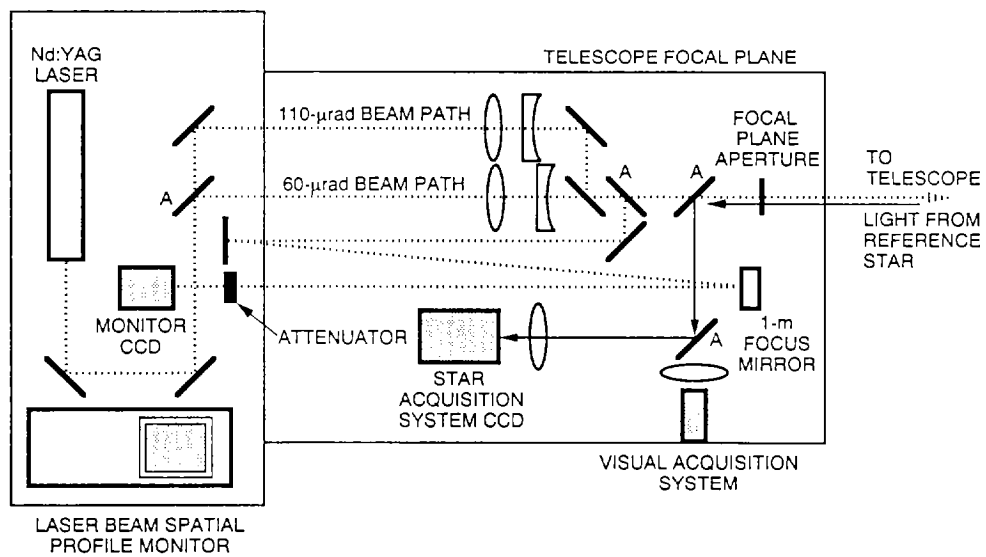 Nd:YAG
LASER
TELESCOPE FOCAL PLANE
110-μrad BEAM PATH
FOCAL
PLANE
APERTURE
A
A
TO
TELESCOPE
A
60-μrad BEAM PATH
LIGHT FROM
REFERENCE
STAR
MONITOR
CCD
ATTENUATOR
1-m
FOCUS
MIRROR
A
STAR
ACQUISITION
SYSTEM CCD
VISUAL ACQUISITION
SYSTEM
LASER BEAM SPATIAL
PROFILE MONITOR